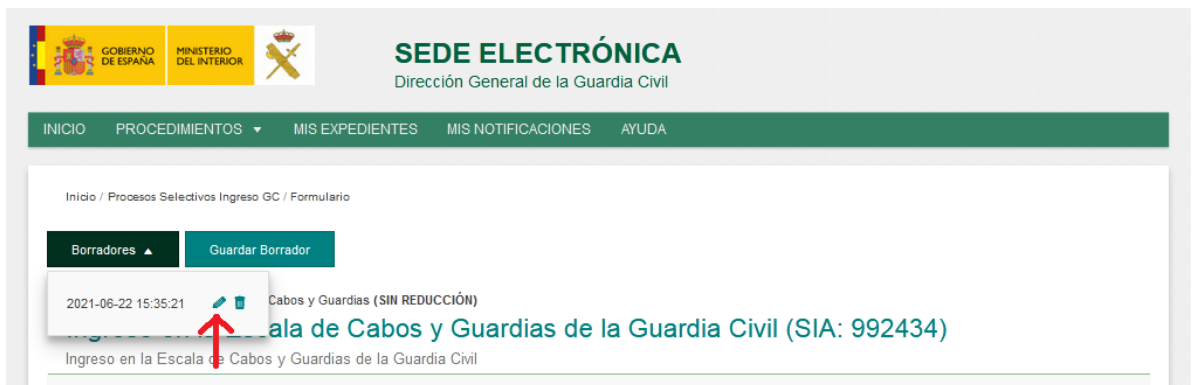 GOBIERNO
DE ESPAÑA
MINISTERIO
DEL INTERIOR
SEDE ELECTRÓNICA
Dirección General de la Guardia Civil
INICIO PROCEDIMIENTOS MIS EXPEDIENTES MIS NOTIFICACIONES AYUDA
Inicio / Procesos Selectivos Ingreso GC / Formulario
Borradores Guardar Borrador
2021-06-22 15:35:21 Cabos y Guardias (SIN REDUCCIÓN)
de Cabos y Guardias de la Guardia Civil (SIA: 992434)
Ingreso en la Escala de Cabos y Guardias de la Guardia Civil